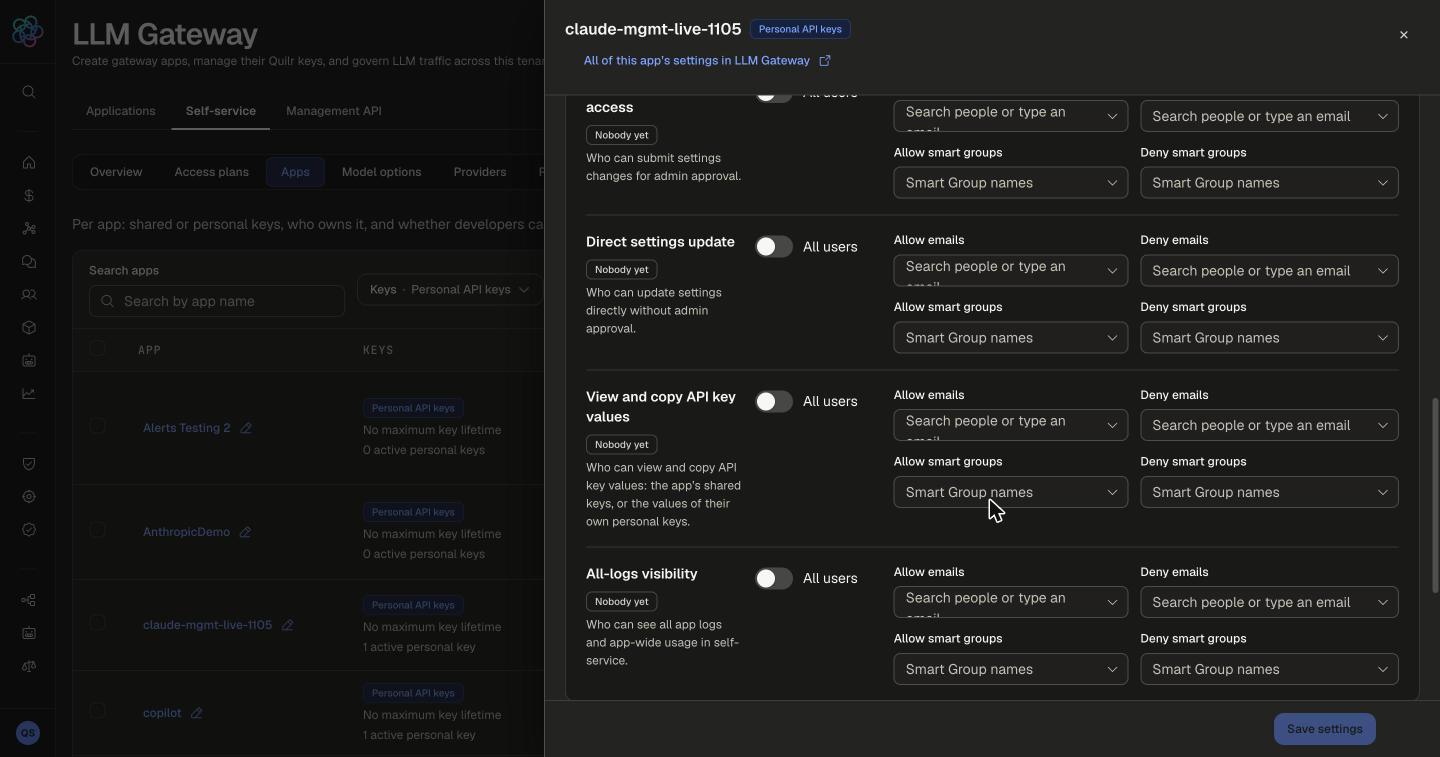 LLM Gateway
Create gateway apps, manage their Quilr keys, and govern LLM traffic across this tenan
Applications
Self-service
Management API
Overview
Access plans
Apps
Model options
Providers
Per app: shared or personal keys, who owns it, and whether developers ca
Search apps
Search by app name
Keys · Personal API keys
APP
KEYS
Alerts Testing 2
Personal API keys
No maximum key lifetime
0 active personal keys
AnthropicDemo
Personal API keys
No maximum key lifetime
0 active personal keys
claude-mgmt-live-1105
Personal API keys
No maximum key lifetime
1 active personal key
copilot
Personal API keys
No maximum key lifetime
1 active personal key
QS
claude-mgmt-live-1105
Personal API keys
All of this app's settings in LLM Gateway
access
Nobody yet
Who can submit settings
changes for admin approval.
All users
Search people or type an
email
Search people or type an email
Allow smart groups
Smart Group names
Deny smart groups
Smart Group names
Direct settings update
Nobody yet
Who can update settings
directly without admin
approval.
All users
Allow emails
Search people or type an
email
Deny emails
Search people or type an email
Allow smart groups
Smart Group names
Deny smart groups
Smart Group names
View and copy API key
values
Nobody yet
Who can view and copy API
key values: the app's shared
keys, or the values of their
own personal keys.
All users
Allow emails
Search people or type an
email
Deny emails
Search people or type an email
Allow smart groups
Smart Group names
Deny smart groups
Smart Group names
All-logs visibility
Nobody yet
Who can see all app logs
and app-wide usage in self-
service.
All users
Allow emails
Search people or type an
email
Deny emails
Search people or type an email
Allow smart groups
Smart Group names
Deny smart groups
Smart Group names
Save settings